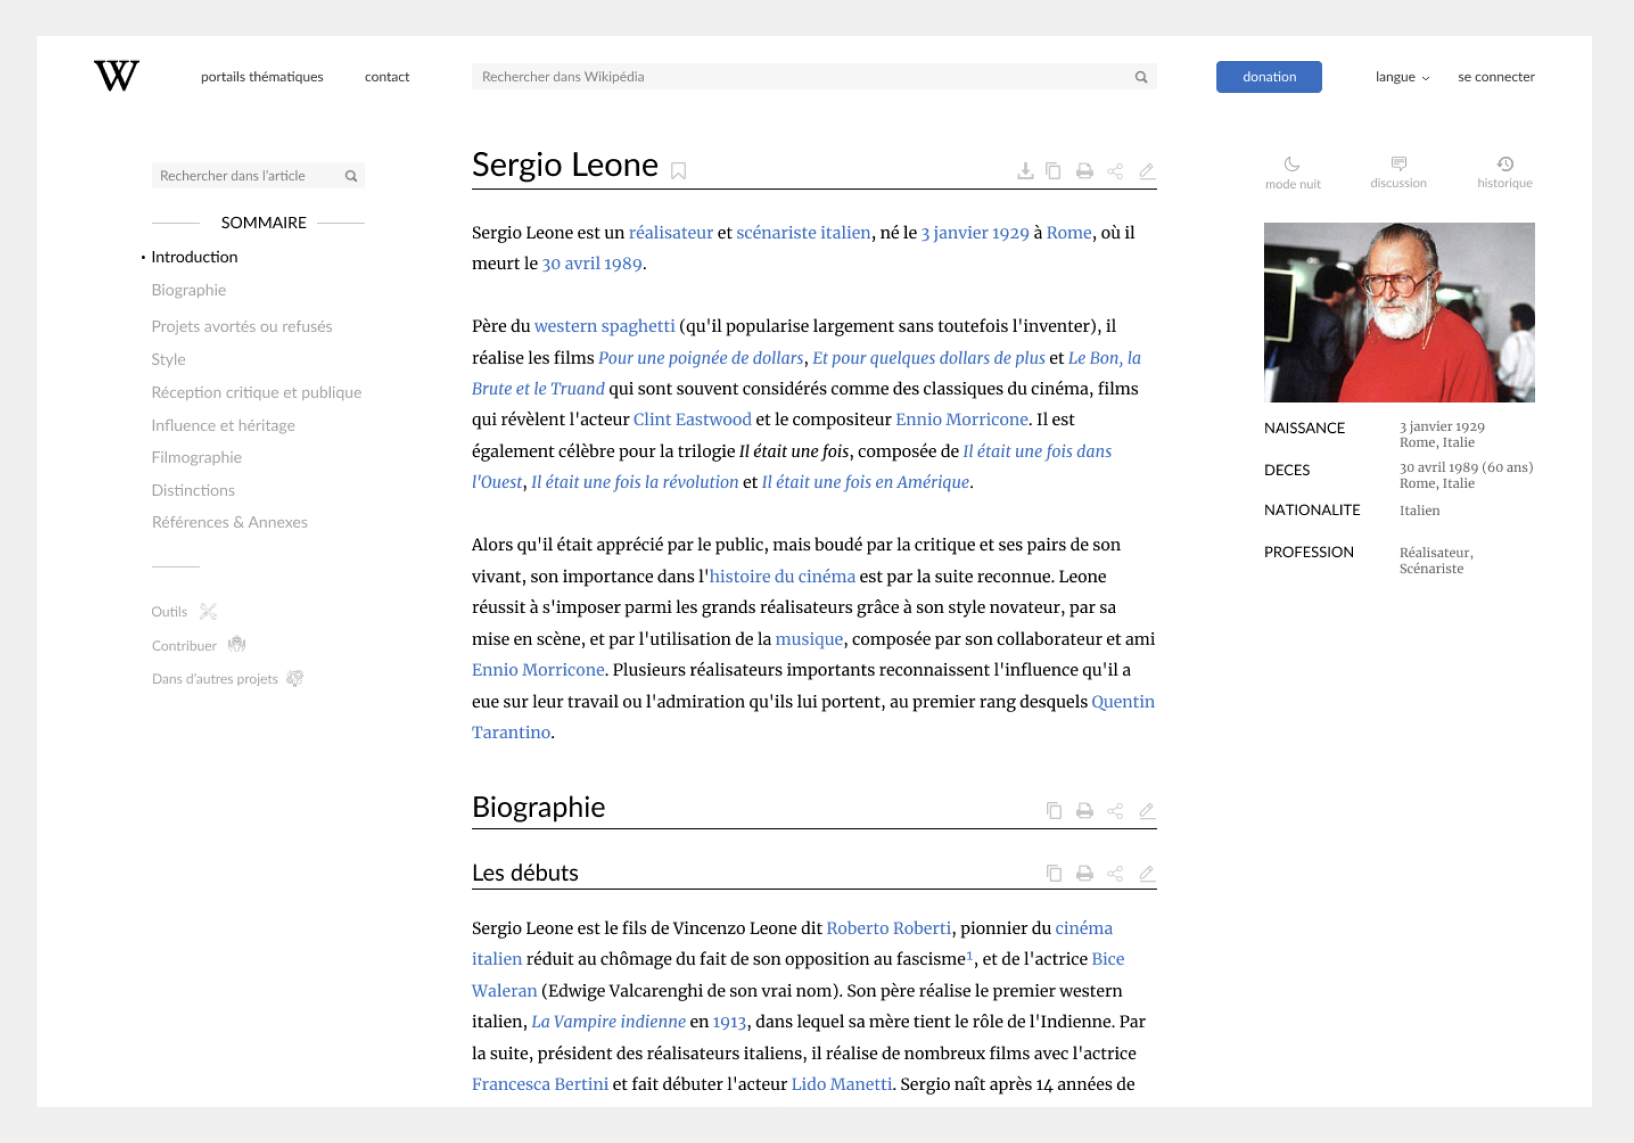 W
portails thématiques
contact
Rechercher dans Wikipédia
donation
langue
se connecter
Rechercher dans l'article
SOMMAIRE
Introduction
Biographie
Projets avortés ou refusés
Style
Réception critique et publique
Influence et héritage
Filmographie
Distinctions
Références & Annexes
Outils
Contribuer
Dans d'autres projets
Sergio Leone
Sergio Leone est un réalisateur et scénariste italien, né le 3 janvier 1929 à Rome, où il
meurt le 30 avril 1989.
Père du western spaghetti (qu'il popularise largement sans toutefois l'inventer), il
réalise les films Pour une poignée de dollars, Et pour quelques dollars de plus et Le Bon, la
Brute et le Truand qui sont souvent considérés comme des classiques du cinéma, films
qui révèlent l'acteur Clint Eastwood et le compositeur Ennio Morricone. Il est
également célèbre pour la trilogie Il était une fois, composée de Il était une fois dans
l'Ouest, Il était une fois la révolution et Il était une fois en Amérique.
Alors qu'il était apprécié par le public, mais boudé par la critique et ses pairs de son
vivant, son importance dans l'histoire du cinéma est par la suite reconnue. Leone
réussit à s'imposer parmi les grands réalisateurs grâce à son style novateur, par sa
mise en scène, et par l'utilisation de la musique, composée par son collaborateur et ami
Ennio Morricone. Plusieurs réalisateurs importants reconnaissent l'influence qu'il a
eue sur leur travail ou l'admiration qu'ils lui portent, au premier rang desquels Quentin
Tarantino.
Biographie
Les débuts
Sergio Leone est le fils de Vincenzo Leone dit Roberto Roberti, pionnier du cinéma
italien réduit au chômage du fait de son opposition au fascisme¹, et de l'actrice Bice
Waleran (Edwige Valcarenghi de son vrai nom). Son père réalise le premier western
italien, La Vampire indienne en 1913, dans lequel sa mère tient le rôle de l'Indienne. Par
la suite, président des réalisateurs italiens, il réalise de nombreux films avec l'actrice
Francesca Bertini et fait débuter l'acteur Lido Manetti. Sergio naît après 14 années de
mode nuit
discussion
historique
NAISSANCE
3 janvier 1929
Rome, Italie
DECES
30 avril 1989 (60 ans)
Rome, Italie
NATIONALITE
Italien
PROFESSION
Réalisateur,
Scénariste